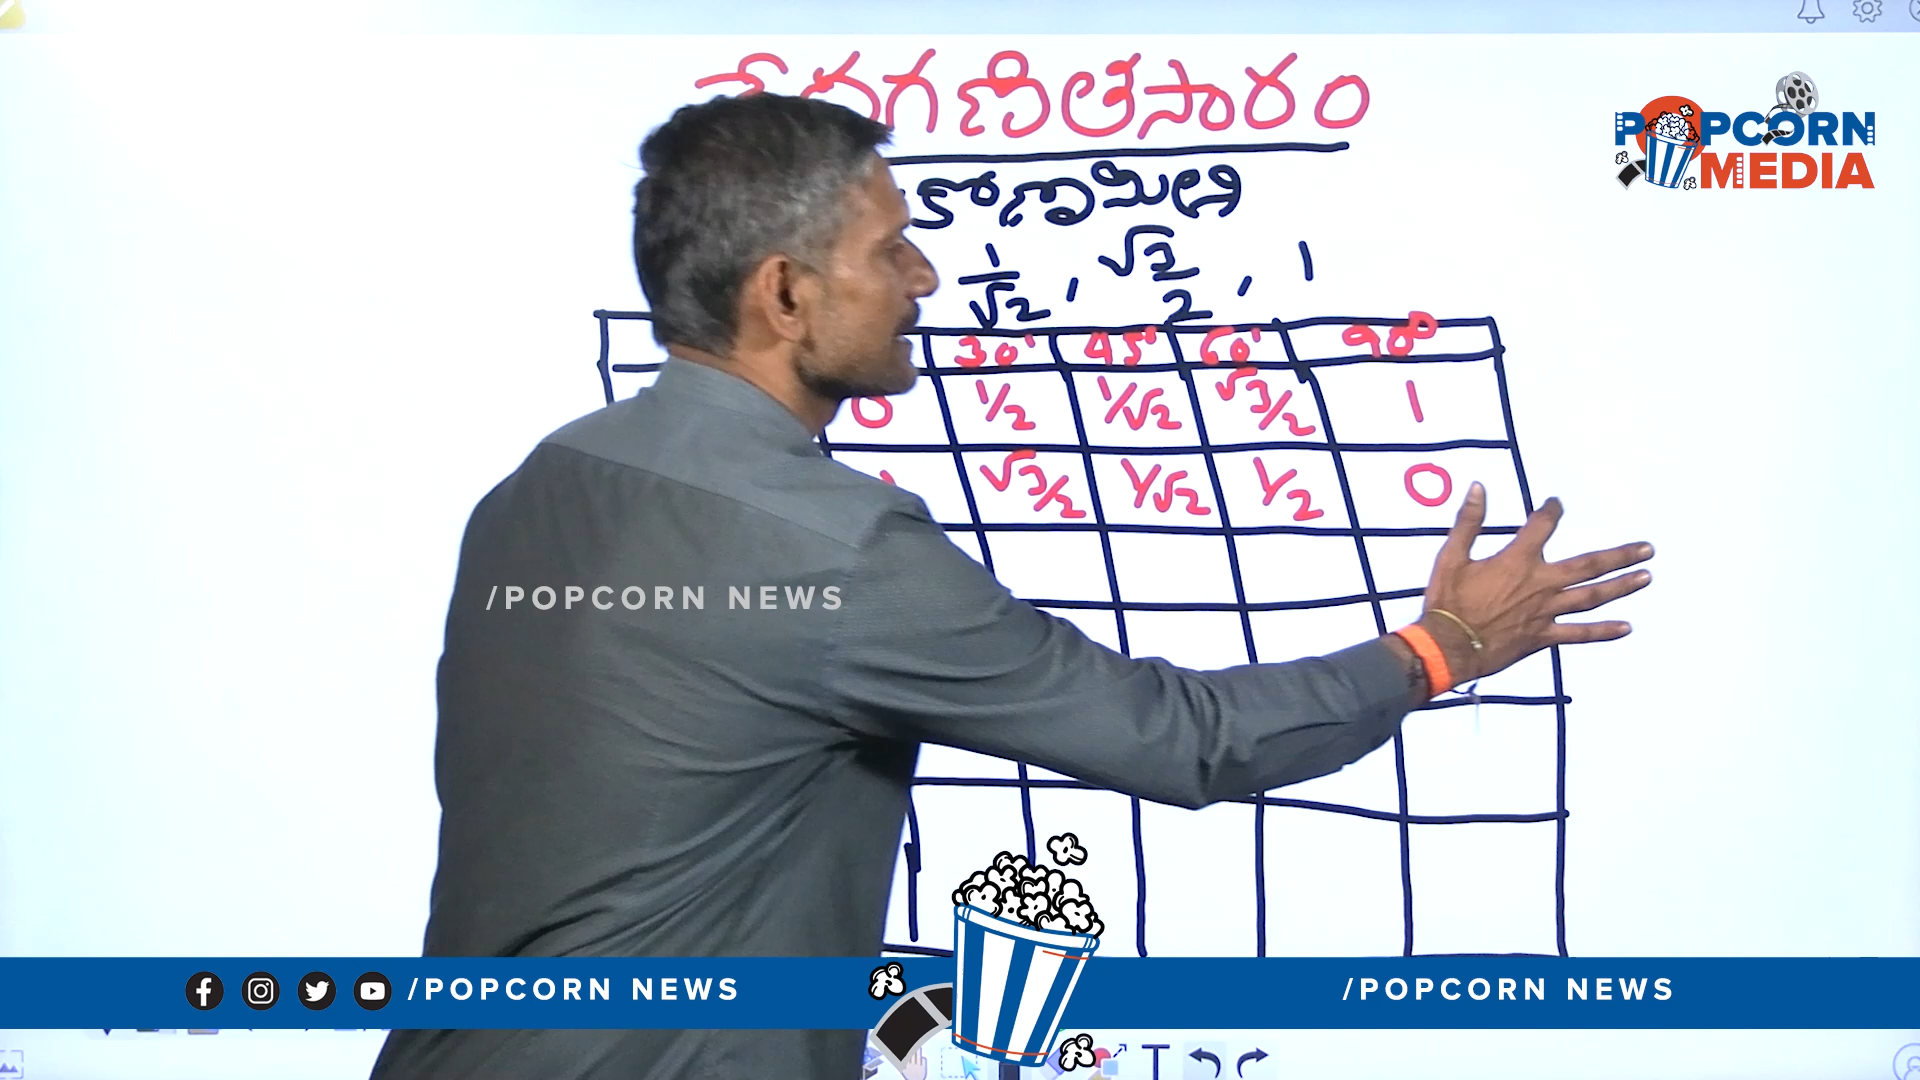 గణితసారం
POPCORN
MEDIA
కోణమితి
1/√2 , √3/2 , 1
30° 45° 60° 90°
0 1/2 1/√2 √3/2 1
√3/2 1/√2 1/2 0
/POPCORN NEWS
/POPCORN NEWS
/POPCORN NEWS